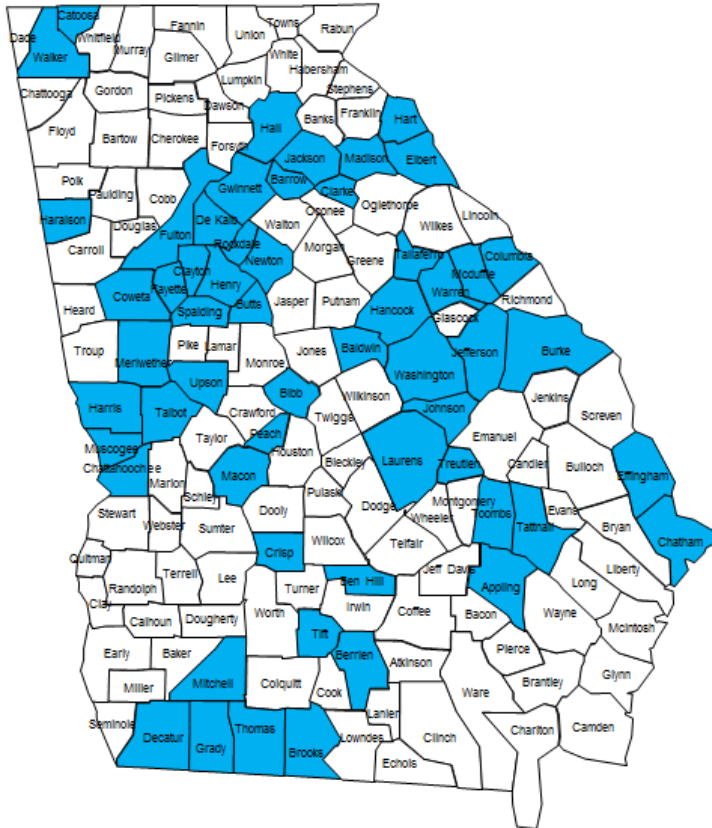 Catoosa
Dade
Walker
Whitfield
Murray
Fannin
Gilmer
Union
Towns
Rabun
White
Habersham
Stephens
Lumpkin
Chattooga
Gordon
Pickens
Dawson
Floyd
Bartow
Cherokee
Forsyth
Hall
Banks
Franklin
Hart
Jackson
Madison
Elbert
Polk
Paulding
Cobb
Gwinnett
Barrow
Clarke
Oconee
Oglethorpe
Wilkes
Lincoln
Haralson
Douglas
Carroll
Fulton
De Kalb
Rockdale
Walton
Newton
Morgan
Greene
Taliaferro
Columbia
Mcduffie
Warren
Richmond
Glascock
Clayton
Fayette
Henry
Coweta
Spalding
Butts
Jasper
Putnam
Hancock
Heard
Troup
Meriwether
Pike
Lamar
Monroe
Jones
Baldwin
Washington
Jefferson
Burke
Upson
Bibb
Wilkinson
Harris
Talbot
Crawford
Twiggs
Johnson
Jenkins
Screven
Peach
Taylor
Houston
Emanuel
Muscogee
Chattahoochee
Marion
Macon
Bleckley
Laurens
Treutlen
Candler
Bulloch
Effingham
Schley
Pulaski
Dodge
Montgomery
Wheeler
Toombs
Tattnall
Evans
Bryan
Chatham
Stewart
Webster
Sumter
Dooly
Wilcox
Telfair
Quitman
Crisp
Jeff Davis
Liberty
Long
Randolph
Terrell
Lee
Turner
Ben Hill
Appling
Clay
Calhoun
Dougherty
Worth
Irwin
Coffee
Bacon
Wayne
McIntosh
Early
Baker
Tift
Berrien
Atkinson
Pierce
Glynn
Miller
Mitchell
Colquitt
Cook
Ware
Brantley
Seminole
Lanier
Decatur
Grady
Thomas
Brooks
Lowndes
Clinch
Charlton
Camden
Echols